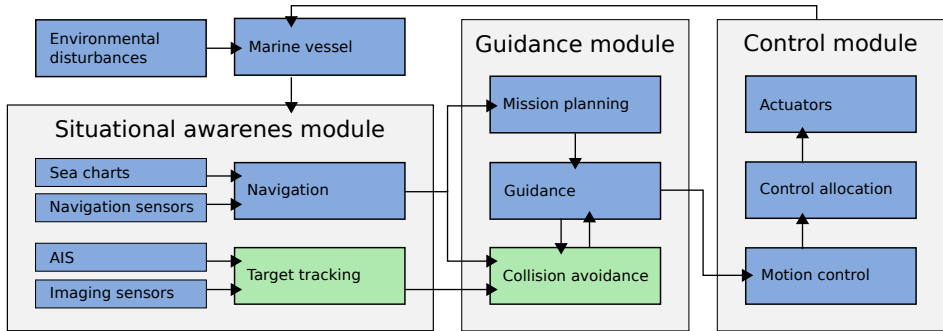 Environmental
disturbances
Marine vessel
Situational awarenes module
Sea charts
Navigation sensors
Navigation
AIS
Imaging sensors
Target tracking
Guidance module
Mission planning
Guidance
Collision avoidance
Control module
Actuators
Control allocation
Motion control